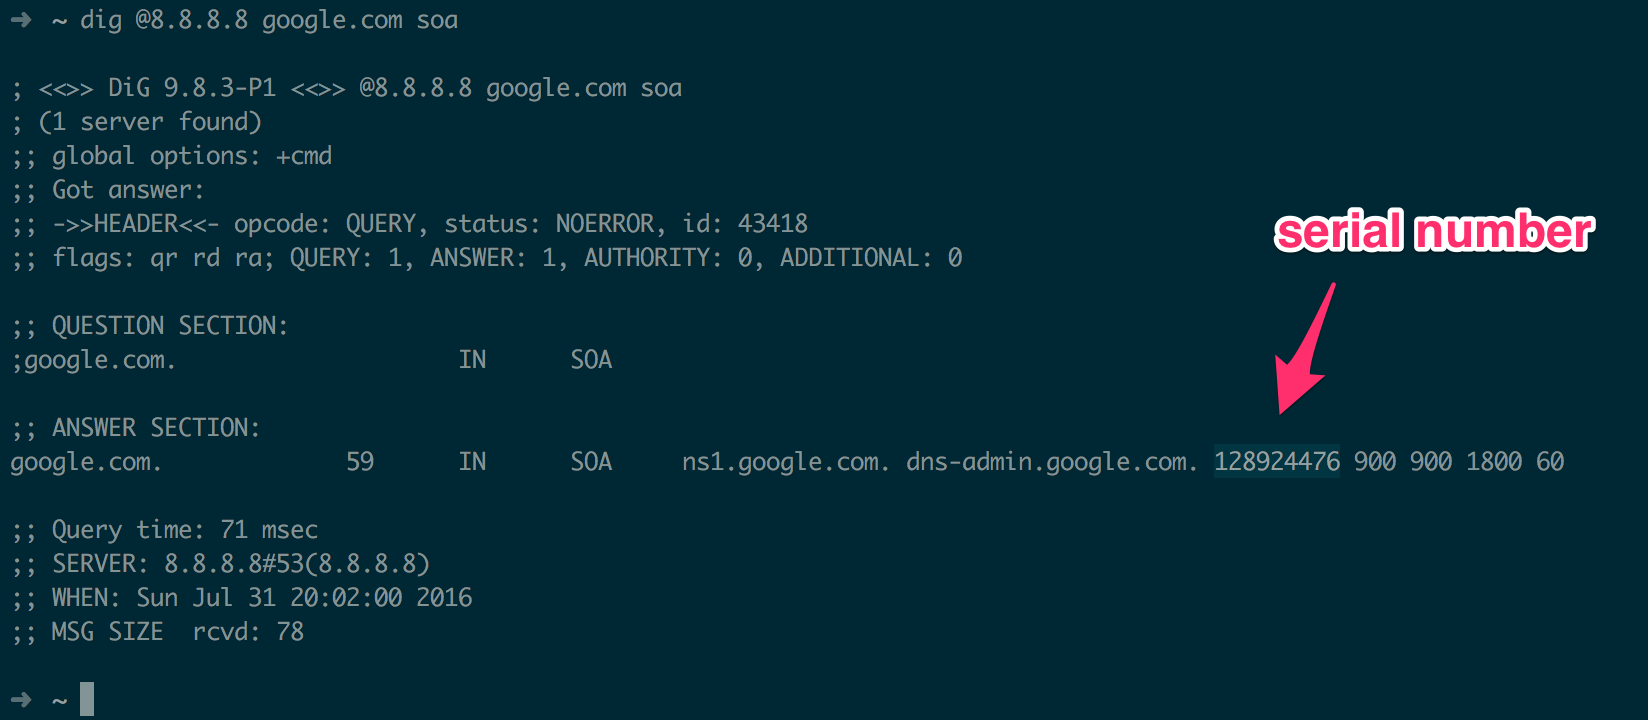 ➜ ~ dig @8.8.8.8 google.com soa
; <<>> DiG 9.8.3-P1 <<>> @8.8.8.8 google.com soa
; (1 server found)
;; global options: +cmd
;; Got answer:
;; ->>HEADER<<- opcode: QUERY, status: NOERROR, id: 43418
;; flags: qr rd ra; QUERY: 1, ANSWER: 1, AUTHORITY: 0, ADDITIONAL: 0
serial number
;; QUESTION SECTION:
;google.com. IN SOA
;; ANSWER SECTION:
google.com. 59 IN SOA ns1.google.com. dns-admin.google.com. 128924476 900 900 1800 60
;; Query time: 71 msec
;; SERVER: 8.8.8.8#53(8.8.8.8)
;; WHEN: Sun Jul 31 20:02:00 2016
;; MSG SIZE rcvd: 78
➜ ~